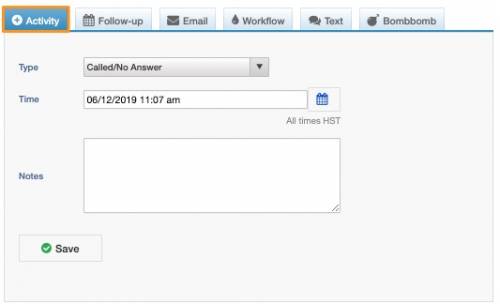 Activity Follow-up Email Workflow Text Bombbomb
Type Called/No Answer
Time 06/12/2019 11:07 am
All times HST
Notes
Save